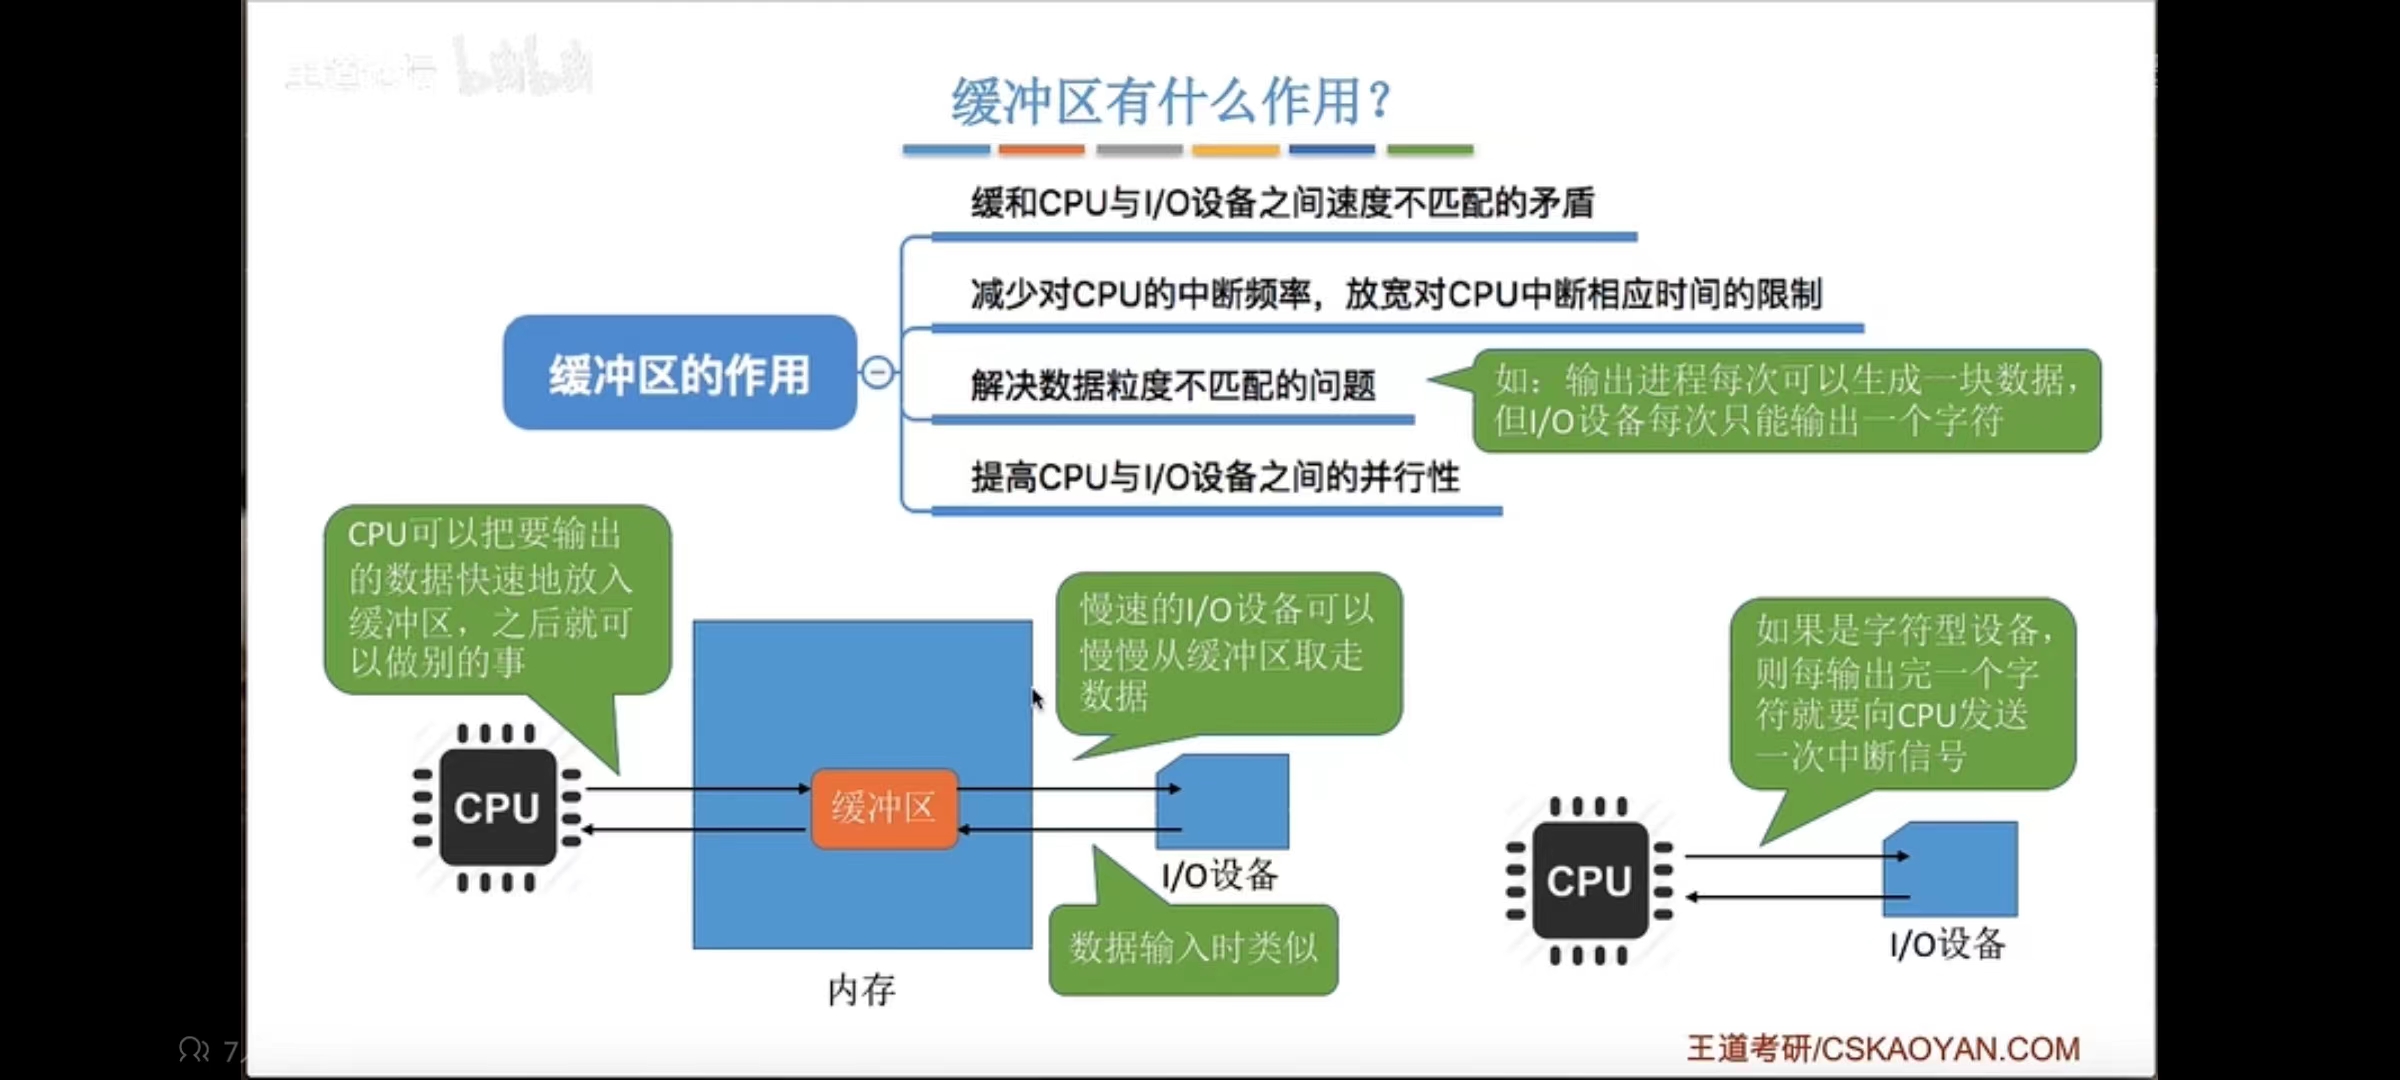 缓冲区有什么作用?
缓和CPU与I/O设备之间速度不匹配的矛盾
减少对CPU的中断频率，放宽对CPU中断相应时间的限制
缓冲区的作用
解决数据粒度不匹配的问题
如：输出进程每次可以生成一块数据，
但I/O设备每次只能输出一个字符
提高CPU与I/O设备之间的并行性
CPU可以把要输出
的数据快速地放入
缓冲区，之后就可
以做别的事
慢速的I/O设备可以
慢慢从缓冲区取走
数据
如果是字符型设备，
则每输出完一个字
符就要向CPU发送
一次中断信号
CPU
缓冲区
I/O设备
数据输入时类似
内存
CPU
I/O设备
王道考研/CSKAOYAN.COM
bilibili
7